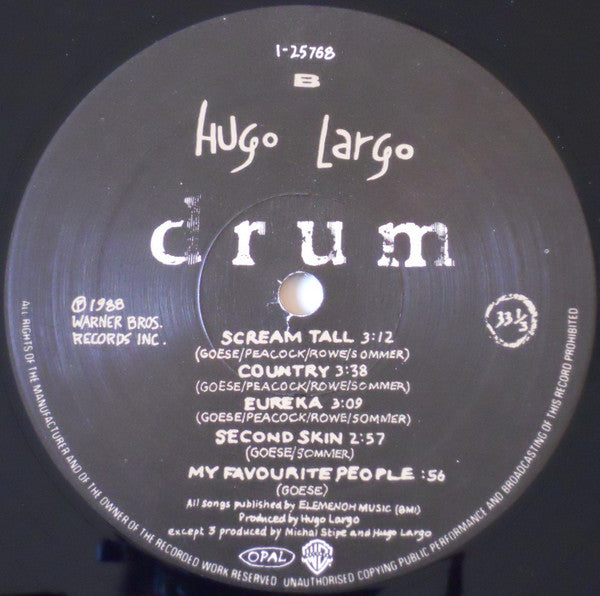 1-25768
B
Hugo Largo
drum
℗ 1988
WARNER BROS.
RECORDS INC.
33 1/3
SCREAM TALL 3:12
(GOESE/PEACOCK/ROWE/SOMMER)
COUNTRY 3:38
(GOESE/PEACOCK/ROWE/SOMMER)
EUREKA 3:09
(GOESE/PEACOCK/ROWE/SOMMER)
SECOND SKIN 2:57
(GOESE/SOMMER)
MY FAVOURITE PEOPLE :56
(GOESE)
All songs published by ELEMENOH MUSIC (BMI)
Produced by Hugo Largo
except 3 produced by Michal Stipe and Hugo Largo
OPAL
ALL RIGHTS OF THE MANUFACTURER AND OF THE OWNER OF THE RECORDED WORK RESERVED UNAUTHORISED COPYING PUBLIC PERFORMANCE AND BROADCASTING OF THIS RECORD PROHIBITED